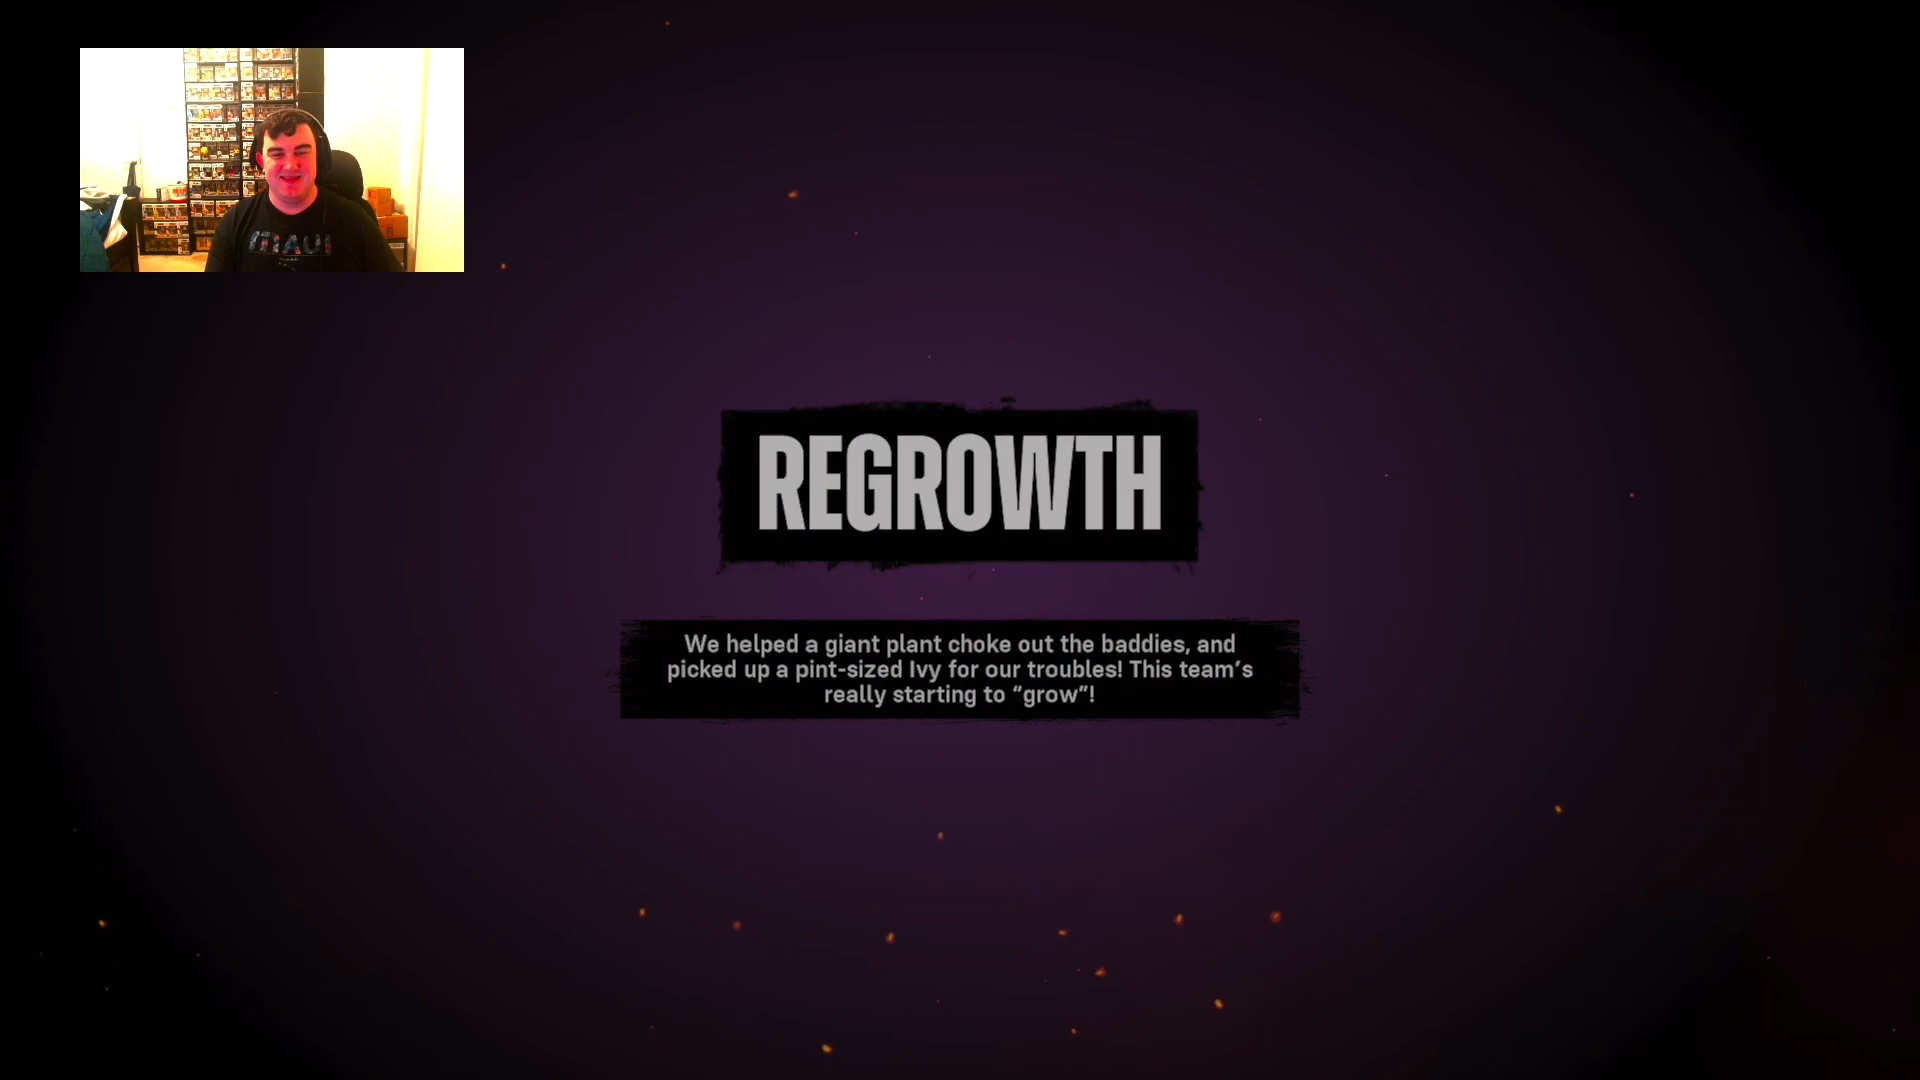 MAUI
REGROWTH
We helped a giant plant choke out the baddies, and
picked up a pint-sized Ivy for our troubles! This team’s
really starting to “grow”!